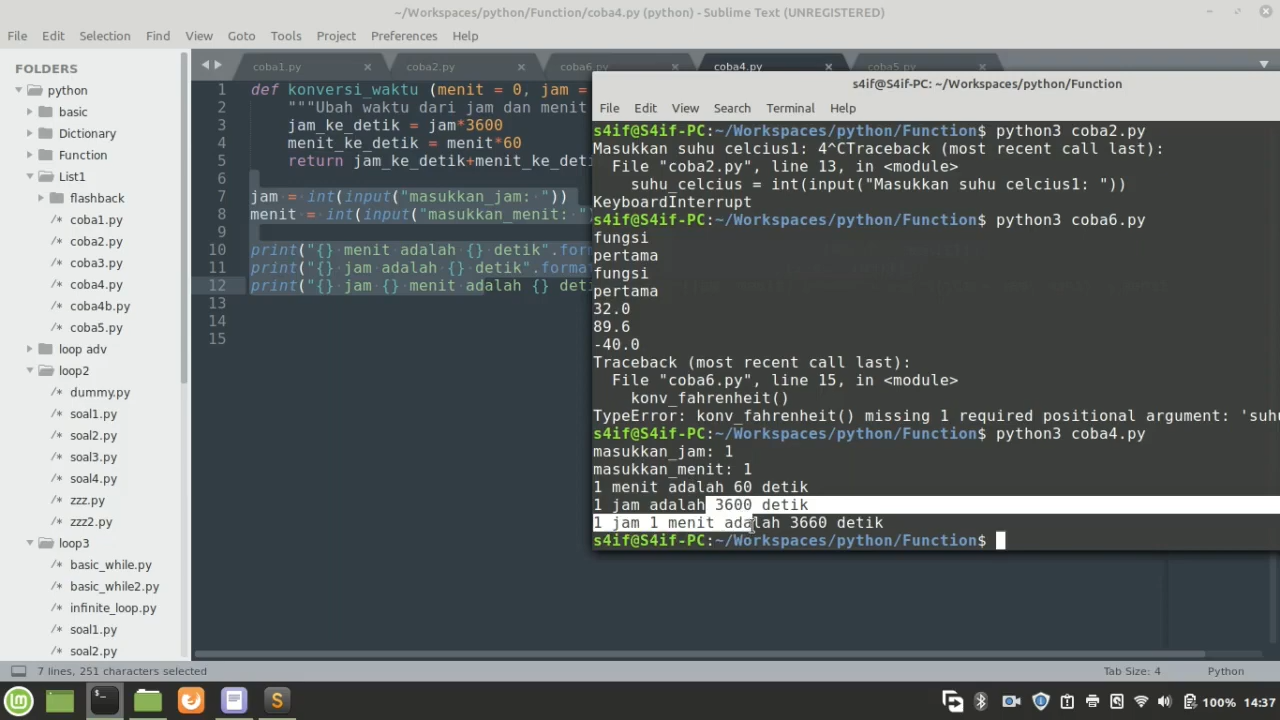 ~/Workspaces/python/Function/coba4.py (python) - Sublime Text (UNREGISTERED)
File Edit Selection Find View Goto Tools Project Preferences Help
FOLDERS
python
basic
Dictionary
Function
List1
flashback
coba1.py
coba2.py
coba3.py
coba4.py
coba4b.py
coba5.py
loop adv
loop2
dummy.py
soal1.py
soal2.py
soal3.py
soal4.py
zzz.py
zzz2.py
loop3
basic_while.py
basic_while2.py
infinite_loop.py
soal1.py
soal2.py
coba1.py coba2.py coba6.py coba4.py coba5.py
1 def konversi_waktu (menit = 0, jam =
2 """Ubah waktu dari jam dan menit
3 jam_ke_detik = jam*3600
4 menit_ke_detik = menit*60
5 return jam_ke_detik+menit_ke_deti
6
7 jam = int(input("masukkan_jam: "))
8 menit = int(input("masukkan_menit: "
9
10 print("{} menit adalah {} detik".form
11 print("{} jam adalah {} detik".forma
12 print("{} jam {} menit adalah {} deti
13
14
15
s4if@S4if-PC: ~/Workspaces/python/Function
File Edit View Search Terminal Help
s4if@S4if-PC:~/Workspaces/python/Function$ python3 coba2.py
Masukkan suhu celcius1: 4^CTraceback (most recent call last):
File "coba2.py", line 13, in <module>
suhu_celcius = int(input("Masukkan suhu celcius1: "))
KeyboardInterrupt
s4if@S4if-PC:~/Workspaces/python/Function$ python3 coba6.py
fungsi
pertama
fungsi
pertama
32.0
89.6
-40.0
Traceback (most recent call last):
File "coba6.py", line 15, in <module>
konv_fahrenheit()
TypeError: konv_fahrenheit() missing 1 required positional argument: 'suhu
s4if@S4if-PC:~/Workspaces/python/Function$ python3 coba4.py
masukkan_jam: 1
masukkan_menit: 1
1 menit adalah 60 detik
1 jam adalah 3600 detik
1 jam 1 menit adalah 3660 detik
s4if@S4if-PC:~/Workspaces/python/Function$
7 lines, 251 characters selected
Tab Size: 4 Python
100% 14:37